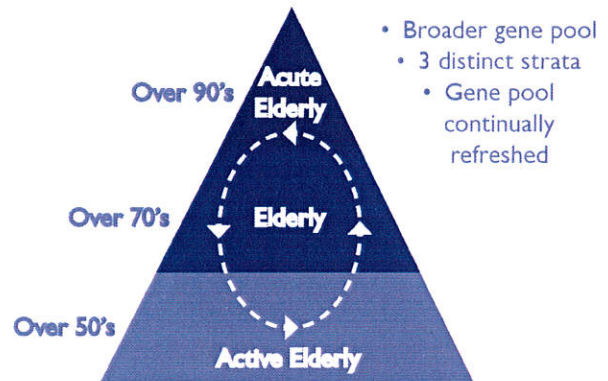 • Broader gene pool
• 3 distinct strata
• Gene pool
continually
refreshed
Over 90's
Acute
Elderly
Over 70's
Elderly
Over 50's
Active Elderly